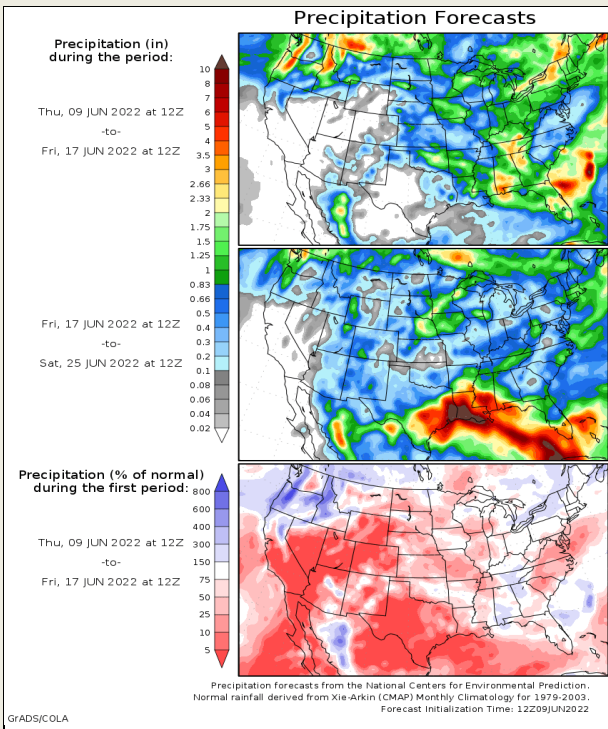 Precipitation Forecasts
Precipitation (in)
during the period:
Thu, 09 JUN 2022 at 12Z
-to-
Fri, 17 JUN 2022 at 12Z
10
8
7
6
5
4
3.5
3
2.66
2.33
2
1.75
1.5
1.25
1
0.83
0.66
0.5
0.4
0.3
0.2
0.1
0.08
0.06
0.04
0.02
Fri, 17 JUN 2022 at 12Z
-to-
Sat, 25 JUN 2022 at 12Z
Precipitation (% of normal)
during the first period:
Thu, 09 JUN 2022 at 12Z
-to-
Fri, 17 JUN 2022 at 12Z
800
600
400
300
150
75
50
25
10
5
Precipitation forecasts from the National Centers for Environmental Prediction.
Normal rainfall derived from Xie-Arkin (CMAP) Monthly Climatology for 1979-2003.
Forecast Initialization Time: 12Z09JUN2022
GrADS/COLA